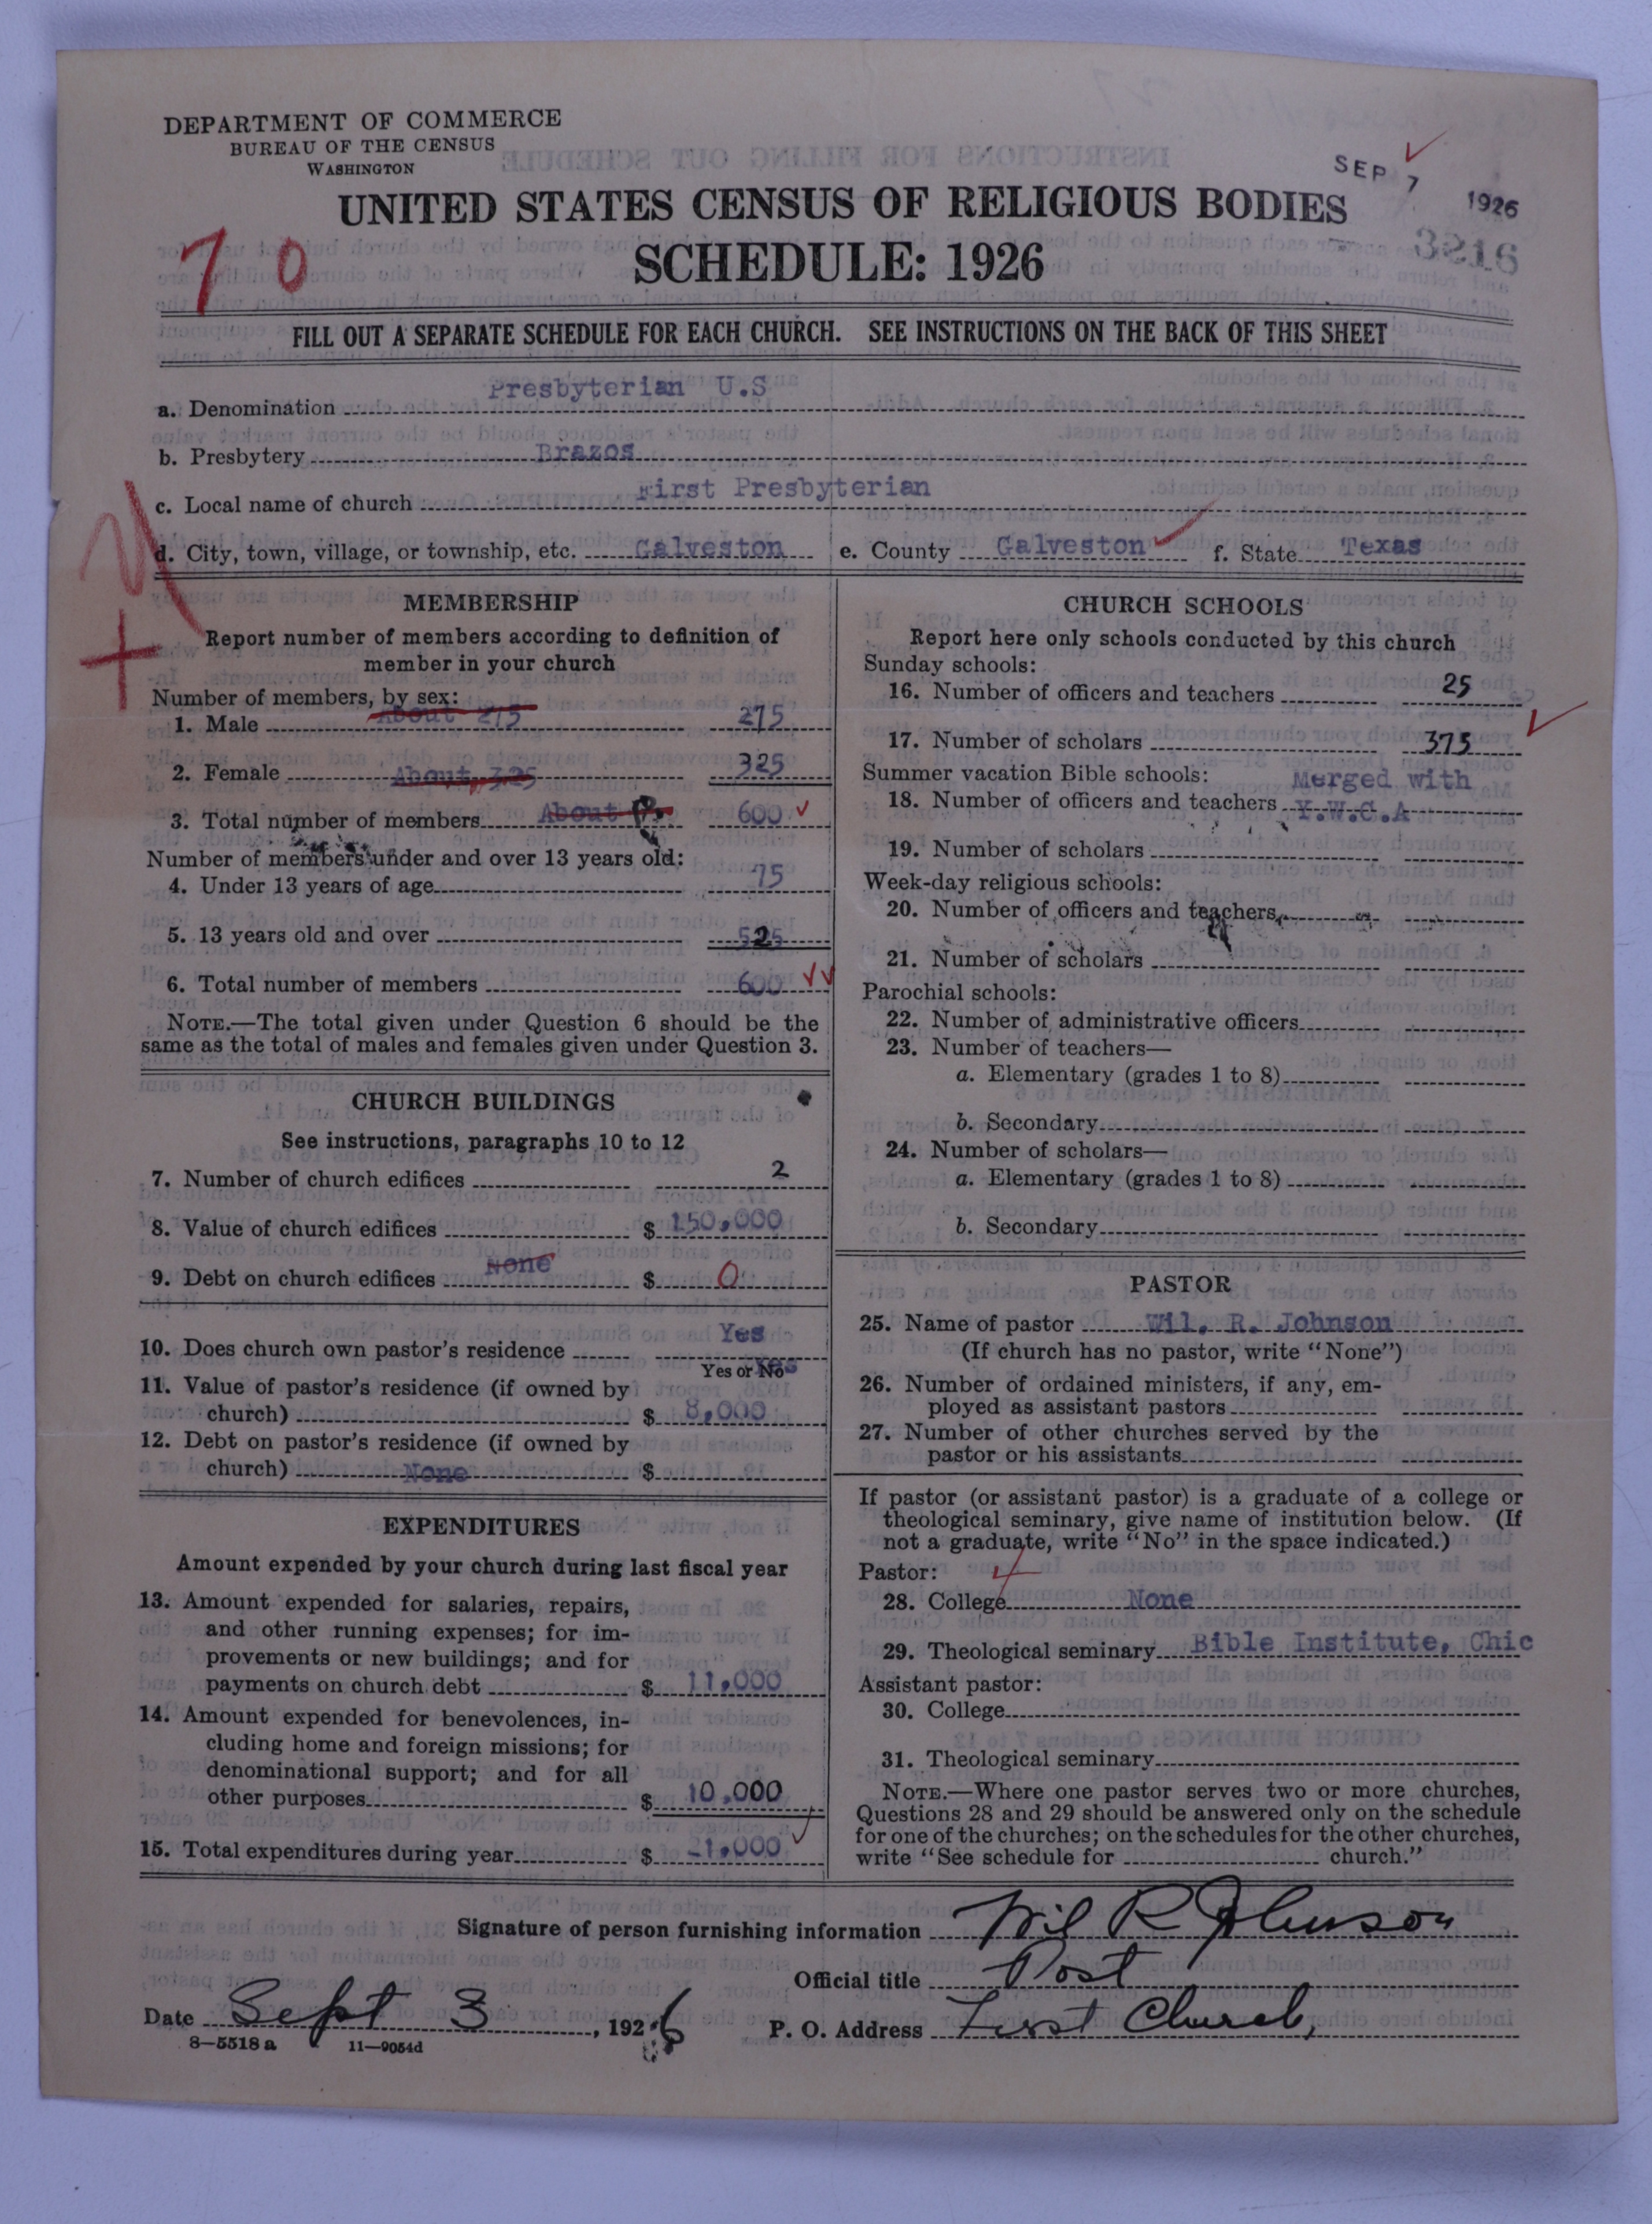 DEPARTMENT OF COMMERCE
BUREAU OF THE CENSUS
WASHINGTON
SEP 7 1926
UNITED STATES CENSUS OF RELIGIOUS BODIES
3216
SCHEDULE: 1926
70
FILL OUT A SEPARATE SCHEDULE FOR EACH CHURCH. SEE INSTRUCTIONS ON THE BACK OF THIS SHEET
a. Denomination Presbyterian U.S
b. Presbytery Brazos
c. Local name of church First Presbyterian
d. City, town, village, or township, etc. Galveston e. County Galveston f. State Texas
MEMBERSHIP
Report number of members according to definition of
member in your church
Number of members, by sex:
1. Male About 275 275
2. Female About 325 325
3. Total number of members About 600
Number of members under and over 13 years old:
4. Under 13 years of age 75
5. 13 years old and over 525
6. Total number of members 600
NOTE.—The total given under Question 6 should be the
same as the total of males and females given under Question 3.
CHURCH BUILDINGS
See instructions, paragraphs 10 to 12
7. Number of church edifices 2
8. Value of church edifices $ 150,000
9. Debt on church edifices None $ 0
10. Does church own pastor's residence Yes
Yes or No Yes
11. Value of pastor's residence (if owned by
church) $ 8,000
12. Debt on pastor's residence (if owned by
church) None $
EXPENDITURES
Amount expended by your church during last fiscal year
13. Amount expended for salaries, repairs,
and other running expenses; for im-
provements or new buildings; and for
payments on church debt $ 11,000
14. Amount expended for benevolences, in-
cluding home and foreign missions; for
denominational support; and for all
other purposes $ 10,000
15. Total expenditures during year $ 21,000
CHURCH SCHOOLS
Report here only schools conducted by this church
Sunday schools:
16. Number of officers and teachers 25
17. Number of scholars 375
Summer vacation Bible schools: Merged with
18. Number of officers and teachers Y.W.C.A
19. Number of scholars
Week-day religious schools:
20. Number of officers and teachers
21. Number of scholars
Parochial schools:
22. Number of administrative officers
23. Number of teachers—
a. Elementary (grades 1 to 8)
b. Secondary
24. Number of scholars—
a. Elementary (grades 1 to 8)
b. Secondary
PASTOR
25. Name of pastor Wil. R. Johnson
(If church has no pastor, write "None")
26. Number of ordained ministers, if any, em-
ployed as assistant pastors
27. Number of other churches served by the
pastor or his assistants
If pastor (or assistant pastor) is a graduate of a college or
theological seminary, give name of institution below. (If
not a graduate, write "No" in the space indicated.)
Pastor:
28. College None
29. Theological seminary Bible Institute, Chic
Assistant pastor:
30. College
31. Theological seminary
NOTE.—Where one pastor serves two or more churches,
Questions 28 and 29 should be answered only on the schedule
for one of the churches; on the schedules for the other churches,
write "See schedule for church."
Signature of person furnishing information Wil R Johnson
Official title Past
Date Sept 3, 1926 P. O. Address First Church,
8—5518 a 11—9054d